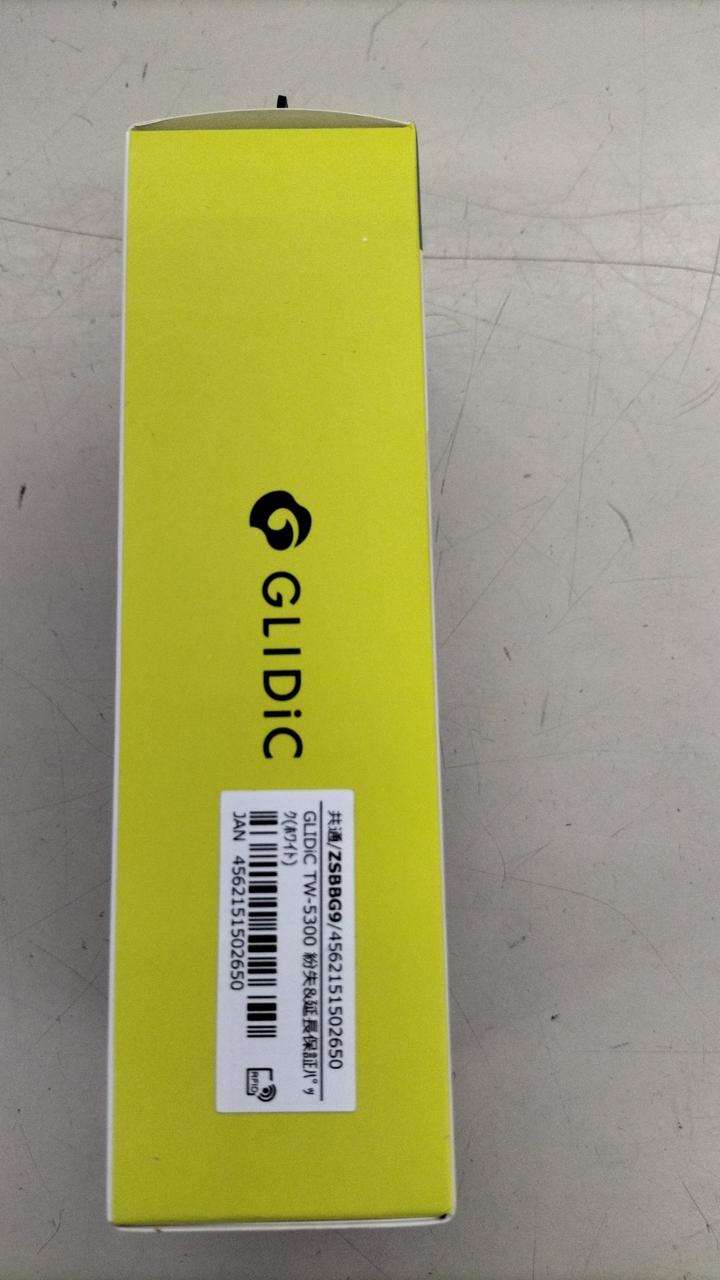 GLIDiC
共通/ZSBBG9/4562151502650
GLIDiC TW-5300 紛失&延長保証ﾊﾟｯ
ｸ(ﾎﾜｲﾄ)
JAN 4562151502650
RFID